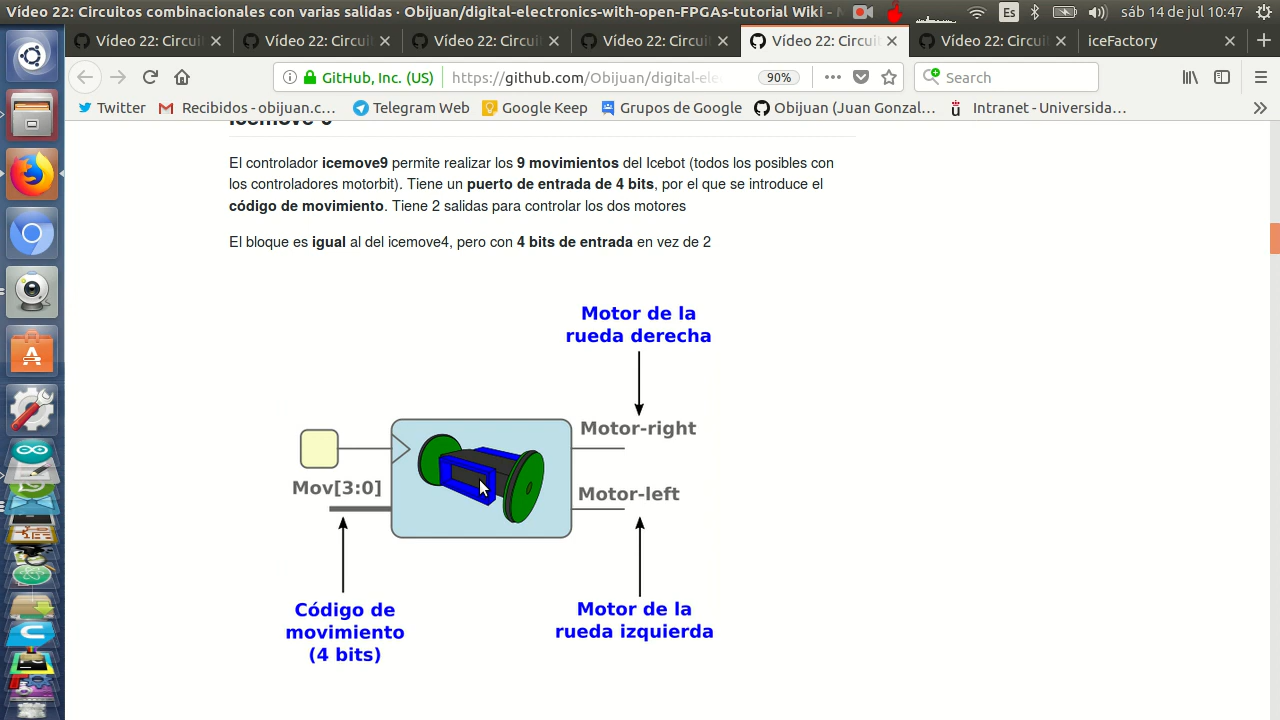 Vídeo 22: Circuitos combinacionales con varias salidas · Obijuan/digital-electronics-with-open-FPGAs-tutorial Wiki - M
Es
sáb 14 de jul 10:47
Vídeo 22: Circuit
Vídeo 22: Circuit
Vídeo 22: Circuit
Vídeo 22: Circuit
Vídeo 22: Circuit
Vídeo 22: Circuit
iceFactory
GitHub, Inc. (US)
https://github.com/Obijuan/digital-ele
90%
Search
Twitter
Recibidos - obijuan.c…
Telegram Web
Google Keep
Grupos de Google
Obijuan (Juan Gonzal…
Intranet - Universida…
El controlador icemove9 permite realizar los 9 movimientos del Icebot (todos los posibles con
los controladores motorbit). Tiene un puerto de entrada de 4 bits, por el que se introduce el
código de movimiento. Tiene 2 salidas para controlar los dos motores
El bloque es igual al del icemove4, pero con 4 bits de entrada en vez de 2
Motor de la
rueda derecha
Motor-right
Mov[3:0]
Motor-left
Código de
movimiento
(4 bits)
Motor de la
rueda izquierda